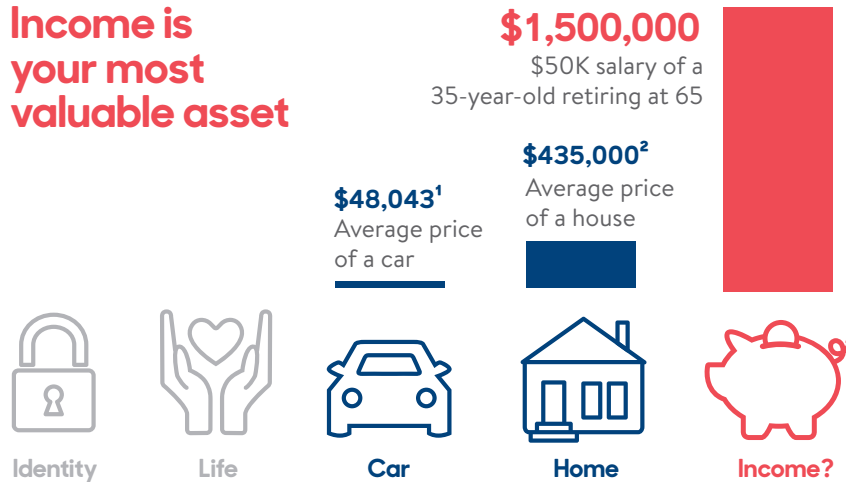 Income is
your most
valuable asset
$1,500,000
$50K salary of a
35-year-old retiring at 65
$435,000²
Average price
of a house
$48,043¹
Average price
of a car
Identity
Life
Car
Home
Income?